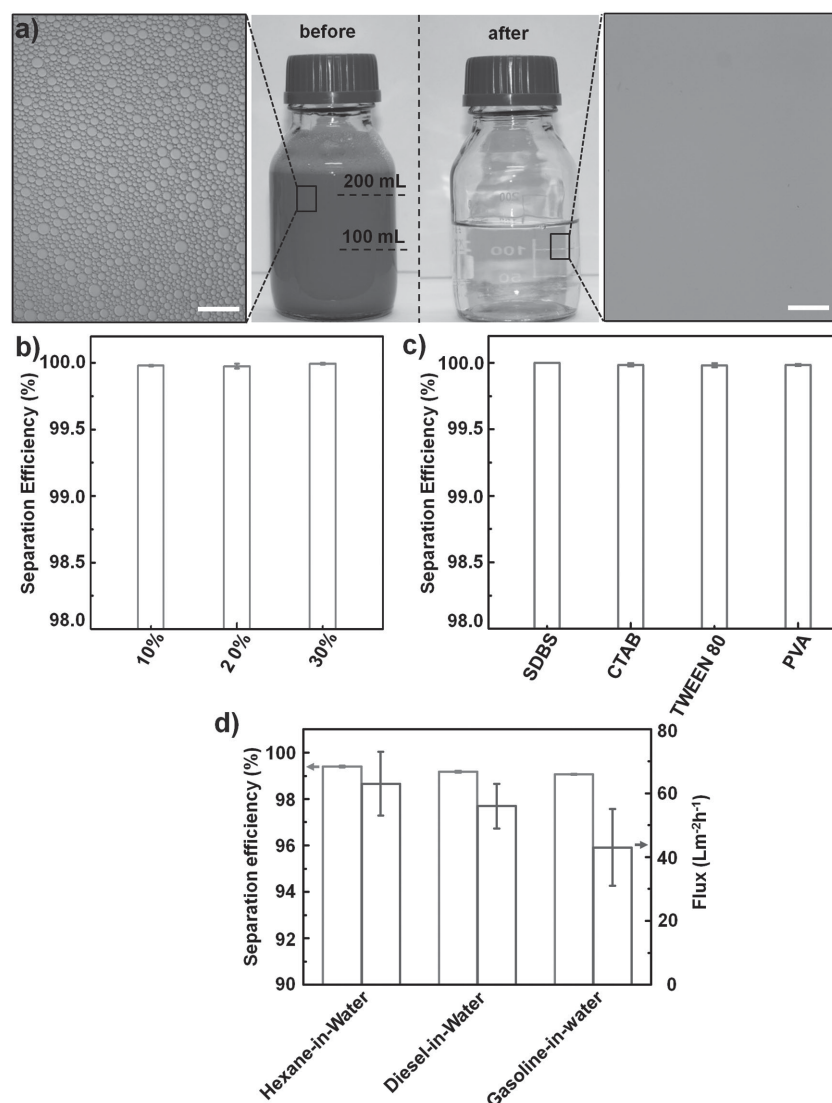 a)
before
after
200 mL
100 mL
100
b)
Separation Efficiency (%)
100.0
99.5
99.0
98.5
98.0
10%
20%
30%
c)
Separation Efficiency (%)
100.0
99.5
99.0
98.5
98.0
SDBS
CTAB
TWEEN 80
PVA
d)
Separation efficiency (%)
100
98
96
94
92
90
80
60
40
20
0
Flux (Lm⁻²h⁻¹)
Hexane-in-Water
Diesel-in-Water
Gasoline-in-water